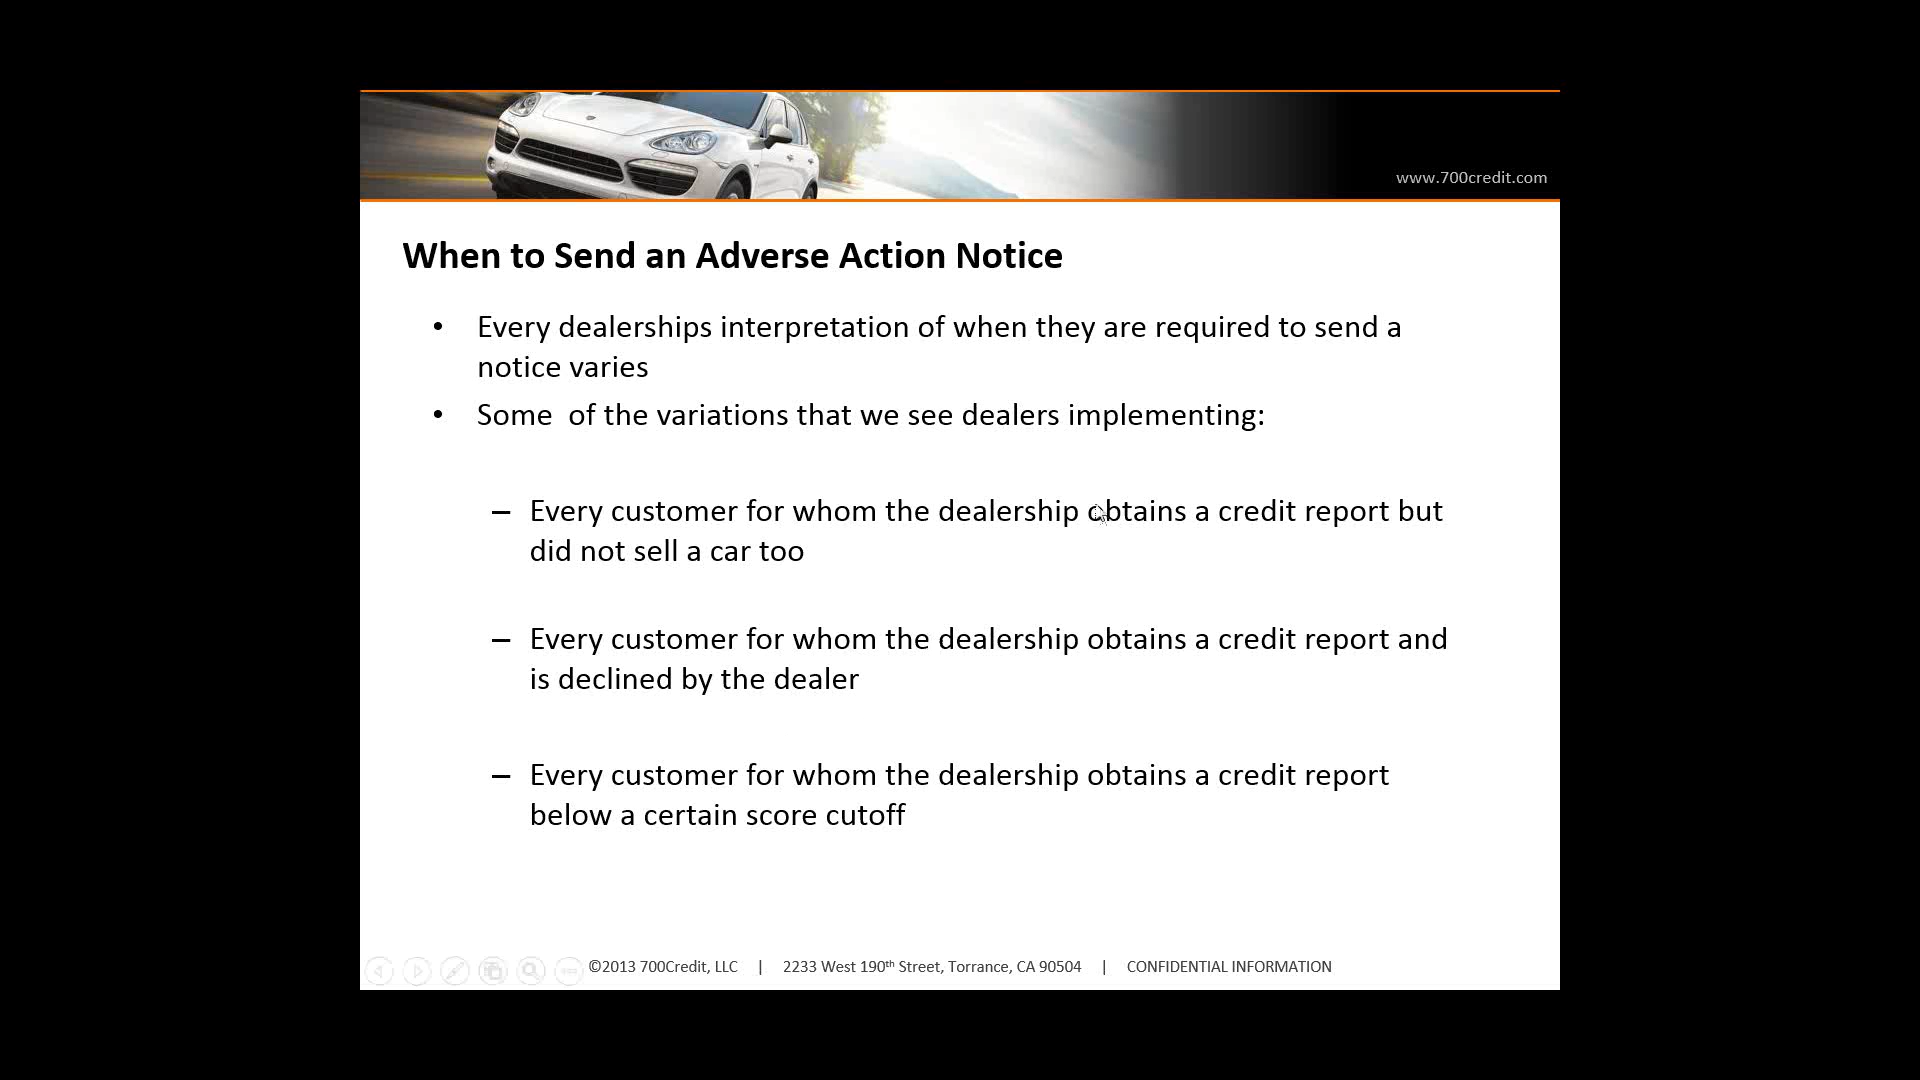 www.700credit.com
When to Send an Adverse Action Notice
• Every dealerships interpretation of when they are required to send a
notice varies
• Some  of the variations that we see dealers implementing:
– Every customer for whom the dealership obtains a credit report but
did not sell a car too
– Every customer for whom the dealership obtains a credit report and
is declined by the dealer
– Every customer for whom the dealership obtains a credit report
below a certain score cutoff
©2013 700Credit, LLC | 2233 West 190th Street, Torrance, CA 90504 | CONFIDENTIAL INFORMATION